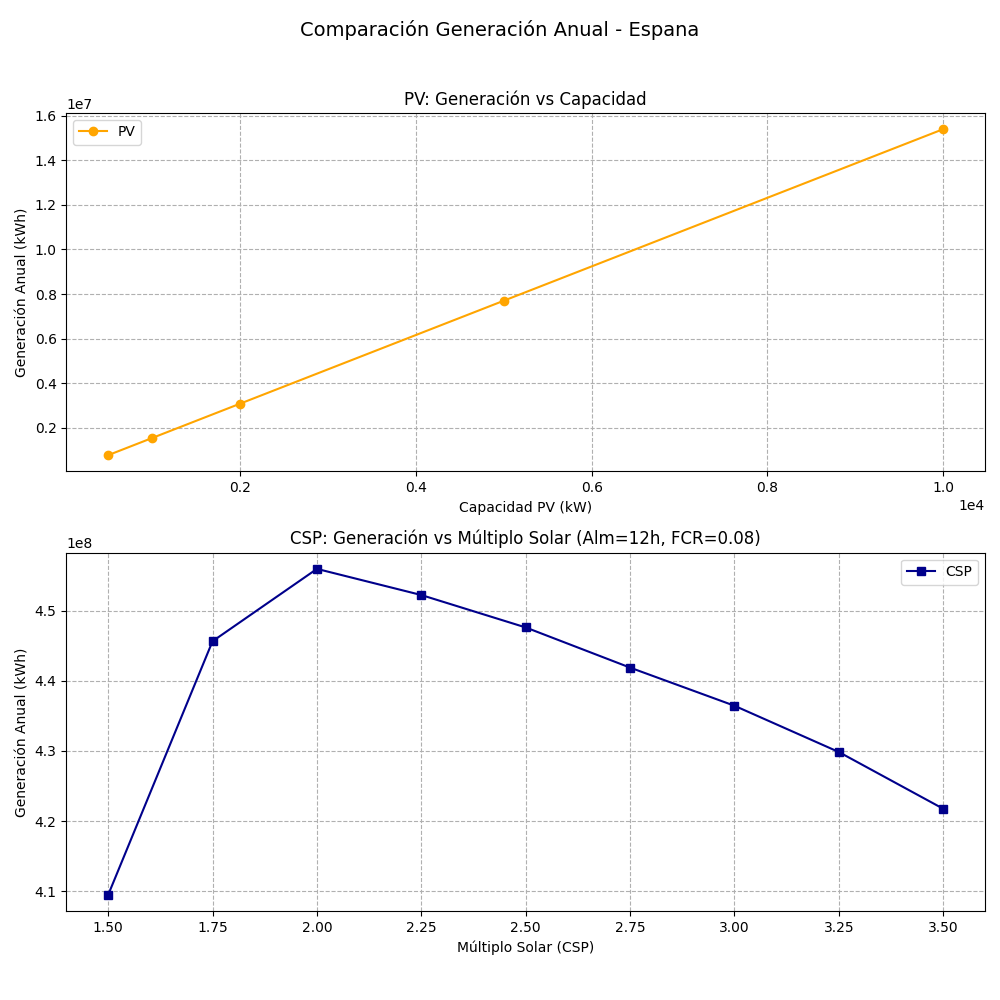 Comparación Generación Anual - Espana
PV: Generación vs Capacidad
1e7
PV
1.6
1.4
1.2
1.0
0.8
0.6
0.4
0.2
Generación Anual (kWh)
0.2 0.4 0.6 0.8 1.0
1e4
Capacidad PV (kW)
CSP: Generación vs Múltiplo Solar (Alm=12h, FCR=0.08)
1e8
CSP
4.5
4.4
4.3
4.2
4.1
Generación Anual (kWh)
1.50 1.75 2.00 2.25 2.50 2.75 3.00 3.25 3.50
Múltiplo Solar (CSP)